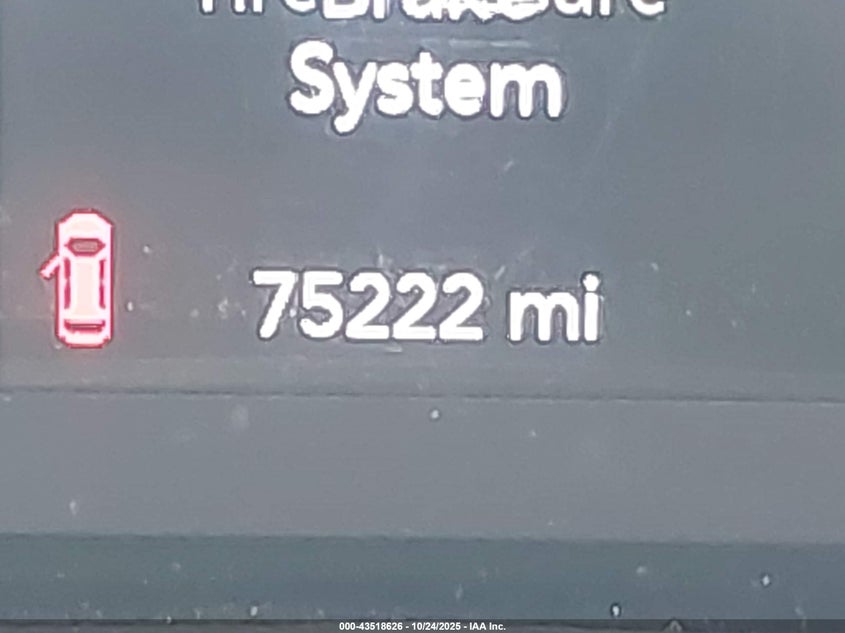 System
75222 mi
000-43518626 - 10/24/2025 - IAA Inc.